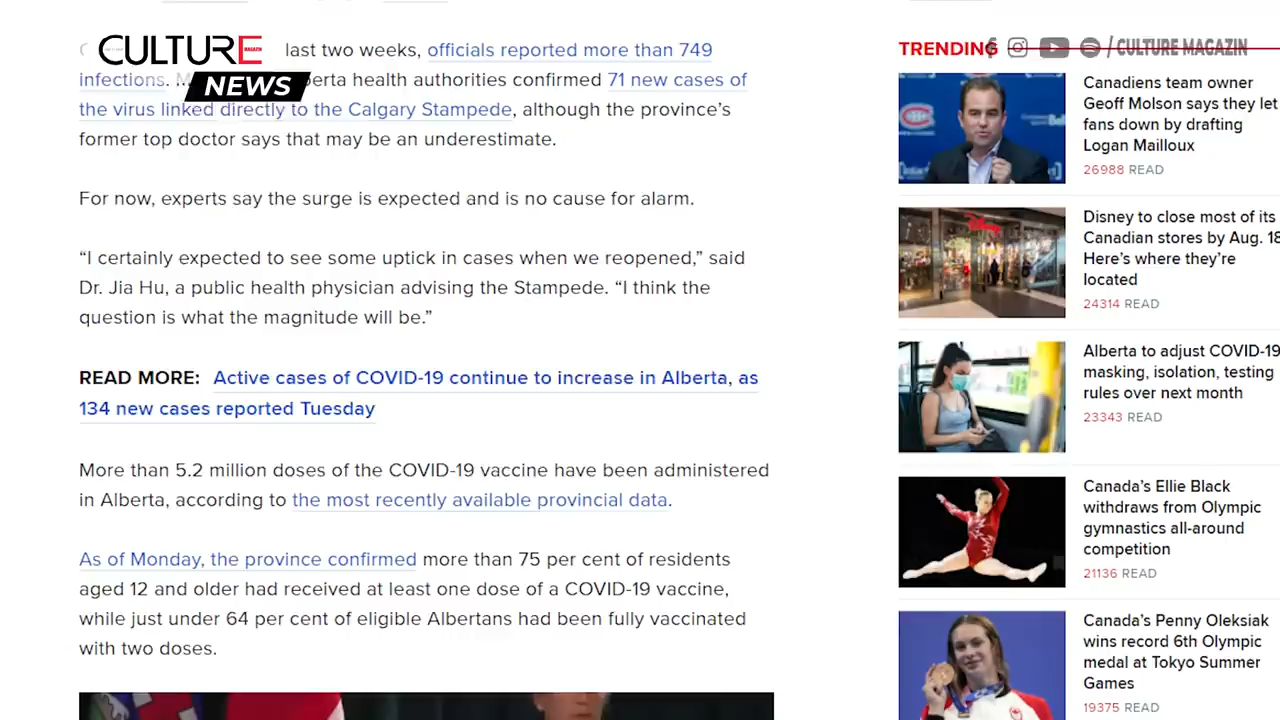 CULTURE
MAGAZIN
NEWS
last two weeks, officials reported more than 749
infections. berta health authorities confirmed 71 new cases of
the virus linked directly to the Calgary Stampede, although the province's
former top doctor says that may be an underestimate.
For now, experts say the surge is expected and is no cause for alarm.
“I certainly expected to see some uptick in cases when we reopened,” said
Dr. Jia Hu, a public health physician advising the Stampede. “I think the
question is what the magnitude will be.”
READ MORE: Active cases of COVID-19 continue to increase in Alberta, as
134 new cases reported Tuesday
More than 5.2 million doses of the COVID-19 vaccine have been administered
in Alberta, according to the most recently available provincial data.
As of Monday, the province confirmed more than 75 per cent of residents
aged 12 and older had received at least one dose of a COVID-19 vaccine,
while just under 64 per cent of eligible Albertans had been fully vaccinated
with two doses.
TRENDING
/ CULTURE MAGAZIN
Canadiens team owner
Geoff Molson says they let
fans down by drafting
Logan Mailloux
26988 READ
Disney to close most of its
Canadian stores by Aug. 18
Here's where they're
located
24314 READ
Alberta to adjust COVID-19
masking, isolation, testing
rules over next month
23343 READ
Canada's Ellie Black
withdraws from Olympic
gymnastics all-around
competition
21136 READ
Canada's Penny Oleksiak
wins record 6th Olympic
medal at Tokyo Summer
Games
19375 READ